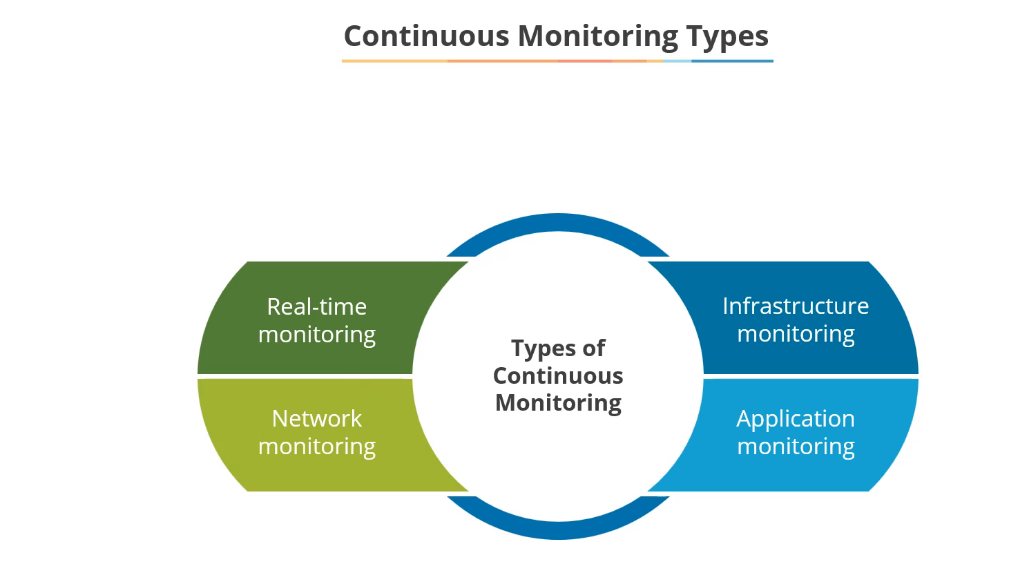 Continuous Monitoring Types
Real-time
monitoring
Infrastructure
monitoring
Types of
Continuous
Monitoring
Network
monitoring
Application
monitoring